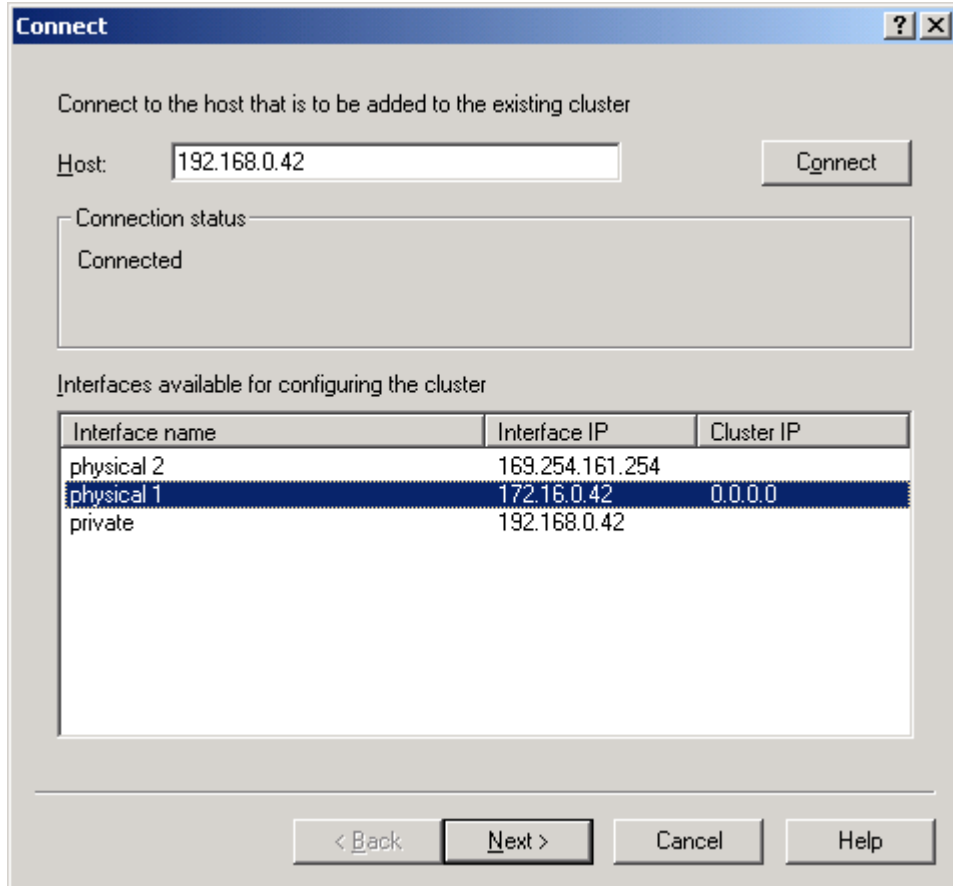 Connect
Connect to the host that is to be added to the existing cluster
Host: 192.168.0.42 Connect
Connection status
Connected
Interfaces available for configuring the cluster
Interface name Interface IP Cluster IP
physical 2 169.254.161.254
physical 1 172.16.0.42 0.0.0.0
private 192.168.0.42
< Back Next > Cancel Help